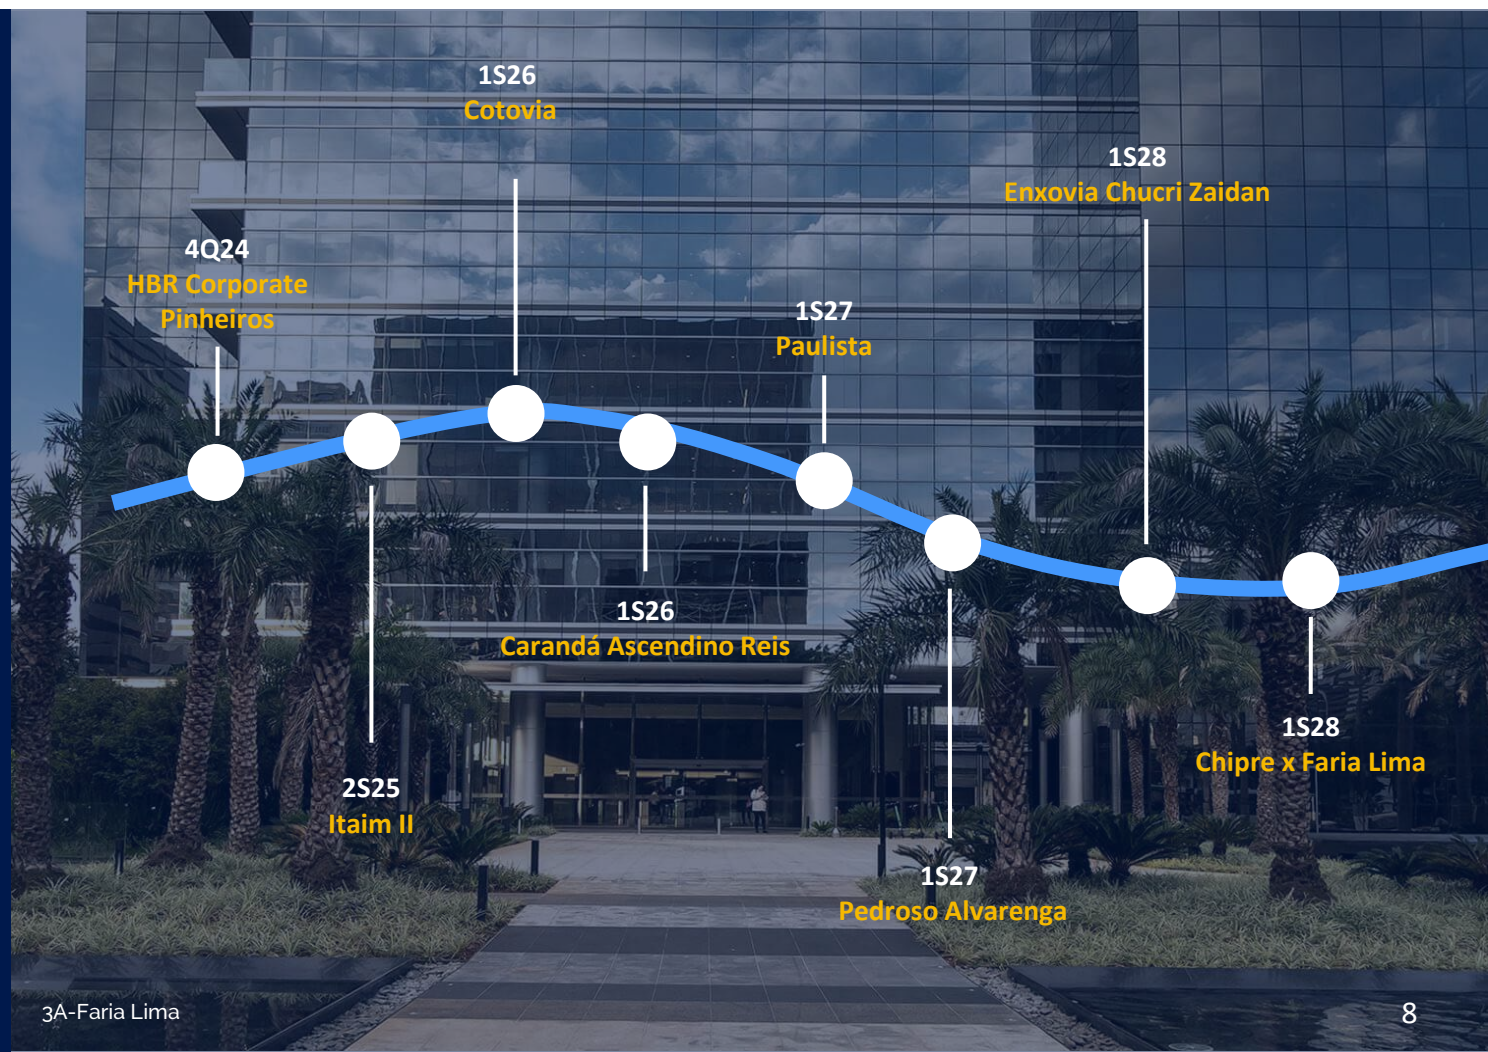 4Q24
HBR Corporate
Pinheiros
2S25
Itaim II
1S26
Cotovia
1S26
Carandá Ascendino Reis
1S27
Paulista
1S27
Pedroso Alvarenga
1S28
Enxovia Chucri Zaidan
1S28
Chipre x Faria Lima
3A-Faria Lima
8